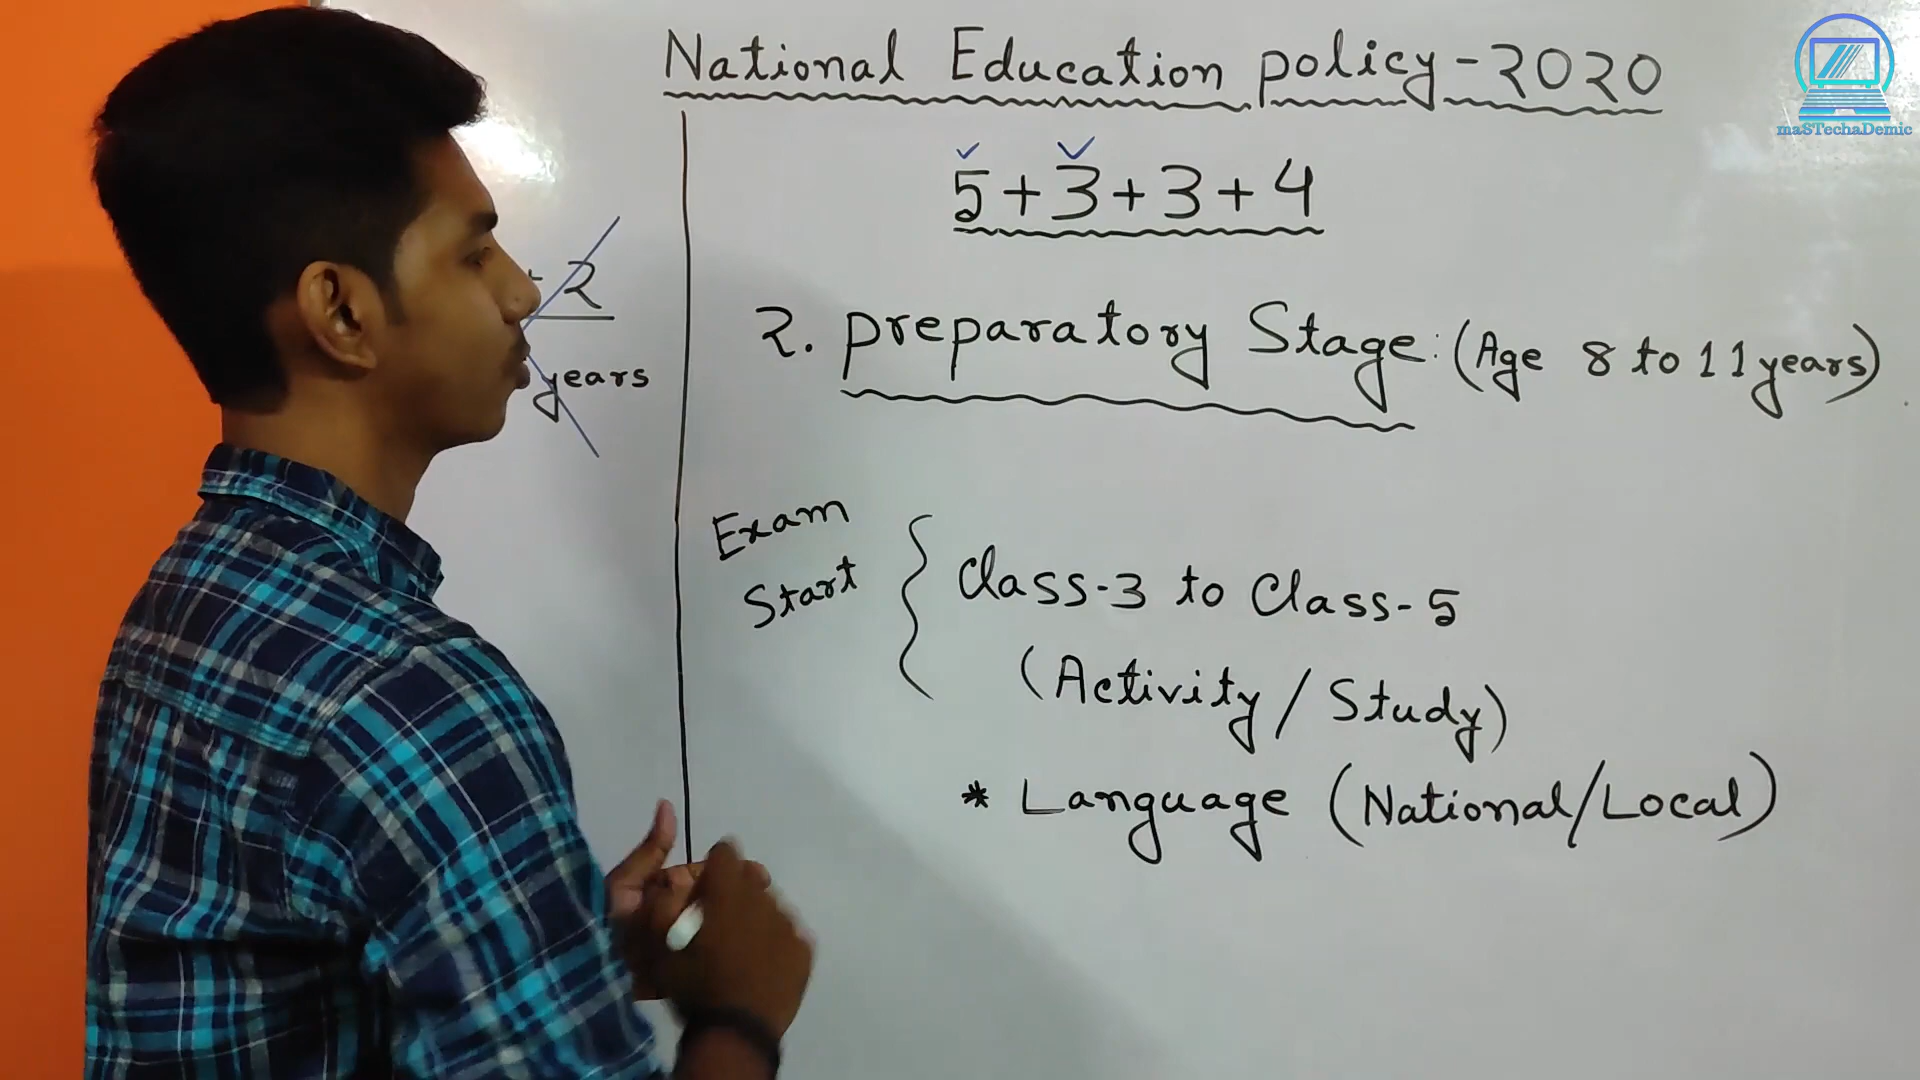 National Education policy-2020
maSTechaDemic
5+3+3+4
2
years
2. preparatory Stage: (Age 8 to 11 years)
Exam
Start
Class-3 to Class-5
(Activity/Study)
* Language (National/Local)